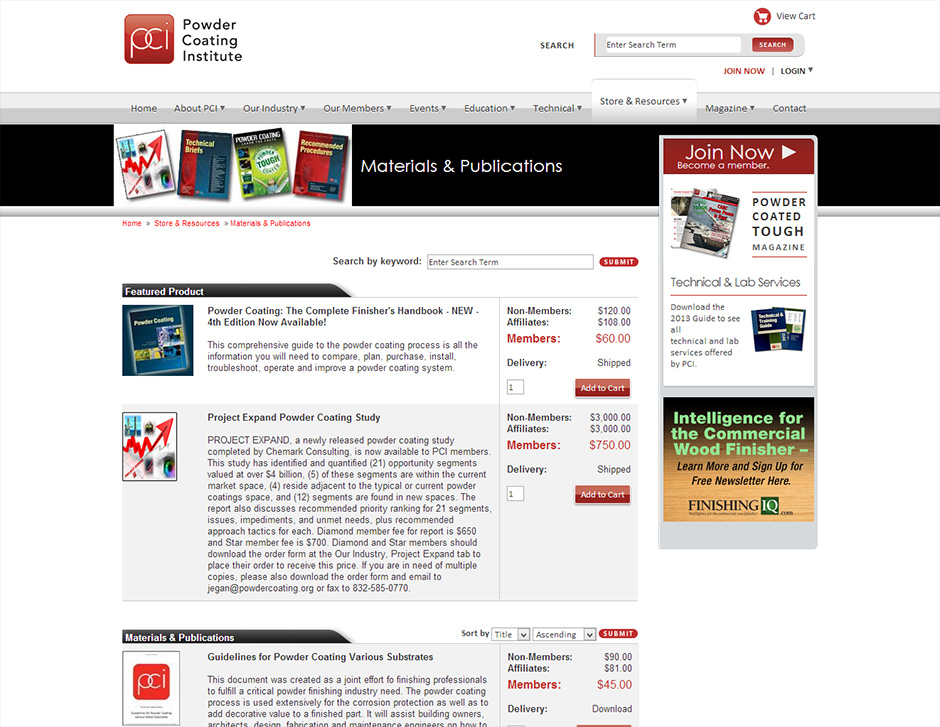 pci Powder
Coating
Institute
View Cart
SEARCH Enter Search Term SEARCH
JOIN NOW | LOGIN
Home About PCI Our Industry Our Members Events Education Technical Store & Resources Magazine Contact
Technical Briefs
POWDER COATING
POWDER COATED TOUGH
Recommended Procedures
Materials & Publications
Home » Store & Resources » Materials & Publications
Search by keyword: Enter Search Term SUBMIT
Featured Product
Powder Coating
Powder Coating: The Complete Finisher's Handbook - NEW -
4th Edition Now Available!
This comprehensive guide to the powder coating process is all the
information you will need to compare, plan, purchase, install,
troubleshoot, operate and improve a powder coating system.
Non-Members: $120.00
Affiliates: $108.00
Members: $60.00
Delivery: Shipped
1 Add to Cart
Project Expand Powder Coating Study
PROJECT EXPAND, a newly released powder coating study
completed by Chemark Consulting, is now available to PCI members.
This study has identified and quantified (21) opportunity segments
valued at over $4 billion, (5) of these segments are within the current
market space, (4) reside adjacent to the typical or current powder
coatings space, and (12) segments are found in new spaces. The
report also discusses recommended priority ranking for 21 segments,
issues, impediments, and unmet needs, plus recommended
approach tactics for each. Diamond member fee for report is $650
and Star member fee is $700. Diamond and Star members should
download the order form at the Our Industry, Project Expand tab to
place their order to receive this price. If you are in need of multiple
copies, please also download the order form and email to
jegan@powdercoating.org or fax to 832-585-0770.
Non-Members: $3,000.00
Affiliates: $3,000.00
Members: $750.00
Delivery: Shipped
1 Add to Cart
Materials & Publications
Sort by Title Ascending SUBMIT
pci
Guidelines for Powder Coating Various Substrates
This document was created as a joint effort fo finishing professionals
to fulfill a critical powder finishing industry need. The powder coating
process is used extensively for the corrosion protection as well as to
add decorative value to a finished part. It will assist building owners,
architects, design, fabrication and maintenance engineers on how to
Non-Members: $90.00
Affiliates: $81.00
Members: $45.00
Delivery: Download
Join Now
Become a member.
POWDER
COATED
TOUGH
MAGAZINE
Technical & Lab Services
Download the
2013 Guide to see
all
technical and lab
services offered
by PCI.
Technical &
Training
Guide
Intelligence for
the Commercial
Wood Finisher –
Learn More and Sign Up for
Free Newsletter Here.
FINISHINGIQ.com